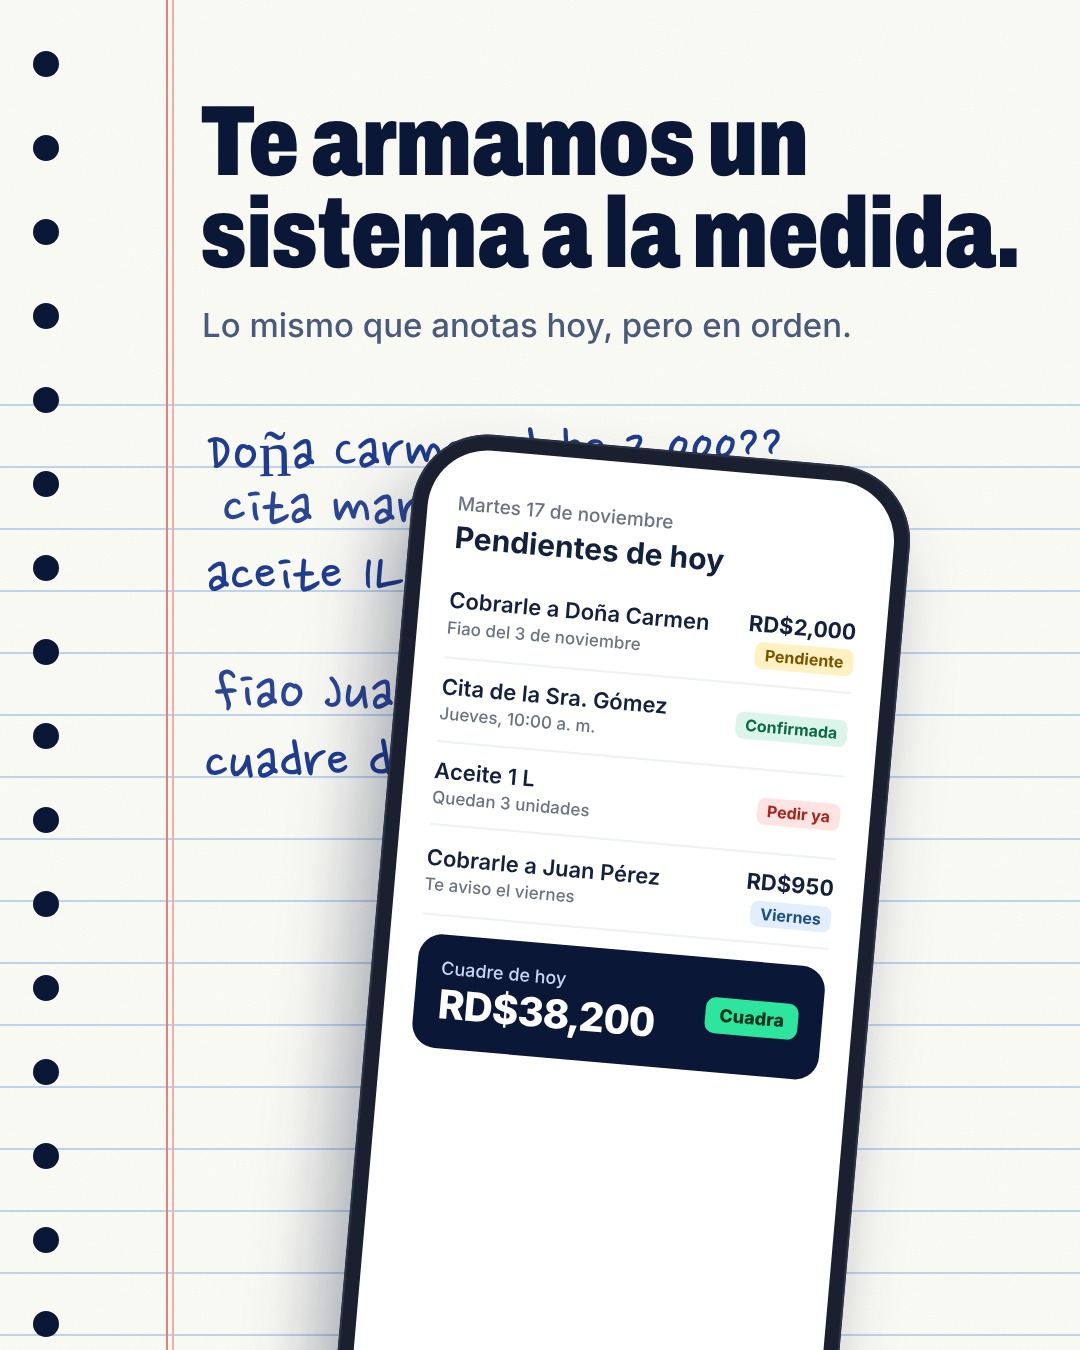 Te armamos un
sistema a la medida.
Lo mismo que anotas hoy, pero en orden.
Doña 000??
cita
aceite 1L
fiao
cuadre
Martes 17 de noviembre
Pendientes de hoy
Cobrarle a Doña Carmen RD$2,000
Fiao del 3 de noviembre Pendiente
Cita de la Sra. Gómez
Jueves, 10:00 a. m. Confirmada
Aceite 1 L
Quedan 3 unidades Pedir ya
Cobrarle a Juan Pérez RD$950
Te aviso el viernes Viernes
Cuadre de hoy
RD$38,200 Cuadra